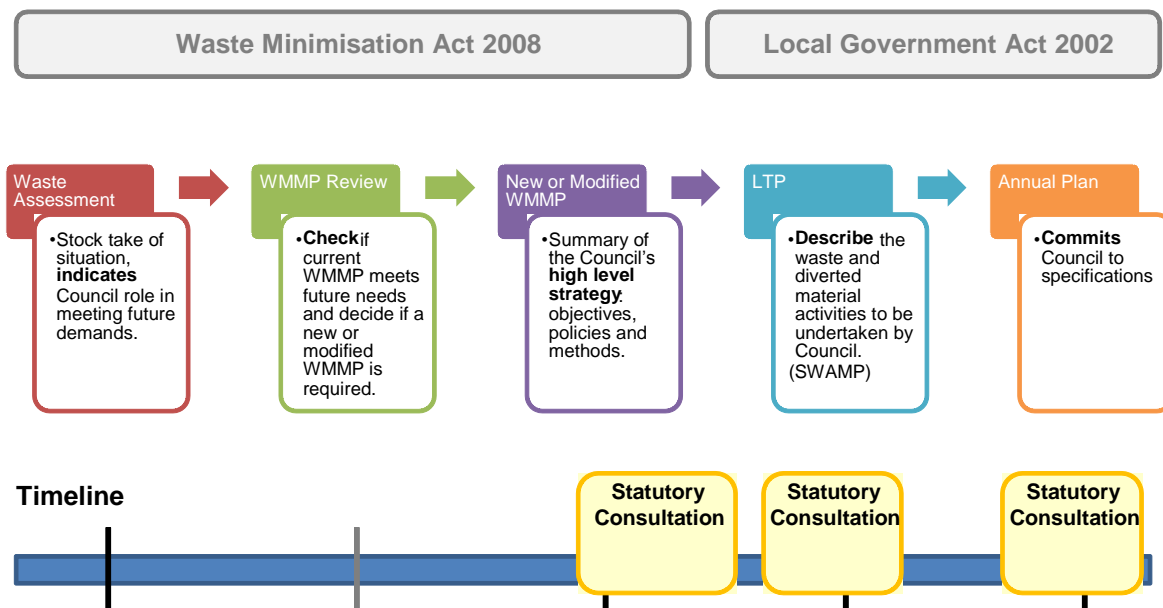 Waste Minimisation Act 2008
Local Government Act 2002
Waste
Assessment
•Stock take of
situation,
indicates
Council role in
meeting future
demands.
WMMP Review
•Check if
current
WMMP meets
future needs
and decide if a
new or
modified
WMMP is
required.
New or Modified
WMMP
•Summary of
the Council's
high level
strategy:
objectives,
policies and
methods.
LTP
•Describe the
waste and
diverted
material
activities to be
undertaken by
Council.
(SWAMP)
Annual Plan
•Commits
Council to
specifications
Timeline
Statutory
Consultation
Statutory
Consultation
Statutory
Consultation